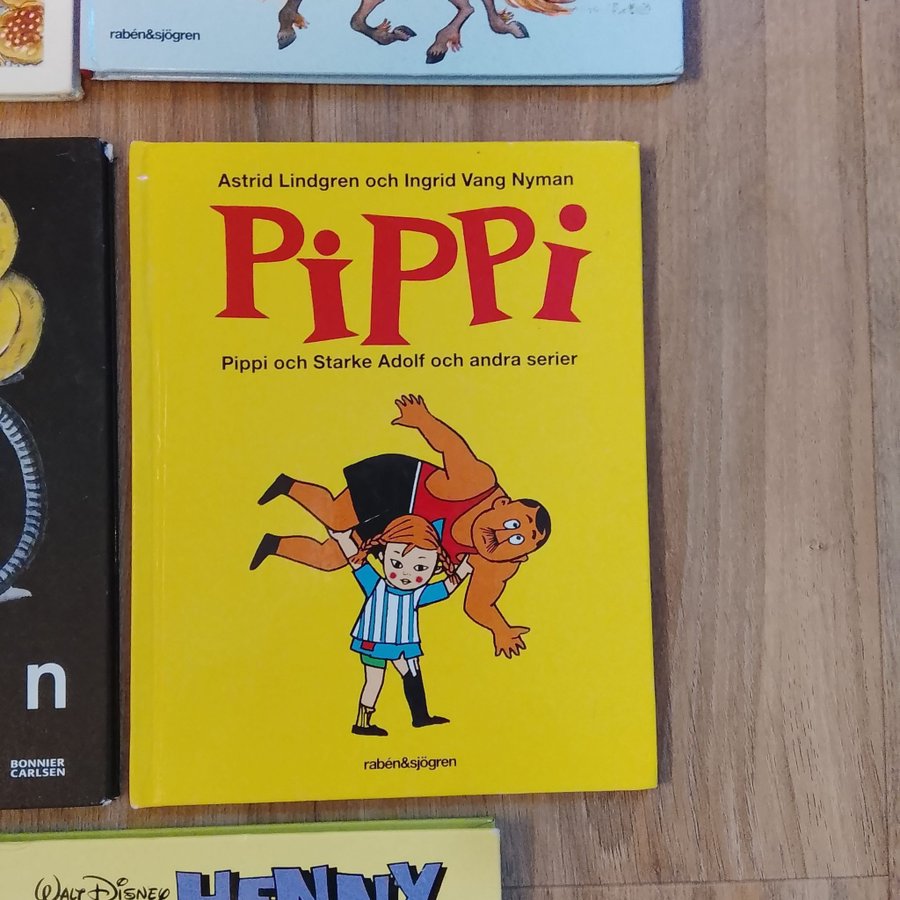 rabén&sjögren
Astrid Lindgren och Ingrid Vang Nyman
PiPPi
Pippi och Starke Adolf och andra serier
rabén&sjögren
n
BONNIER
CARLSEN
WALT DISNEY HENNY